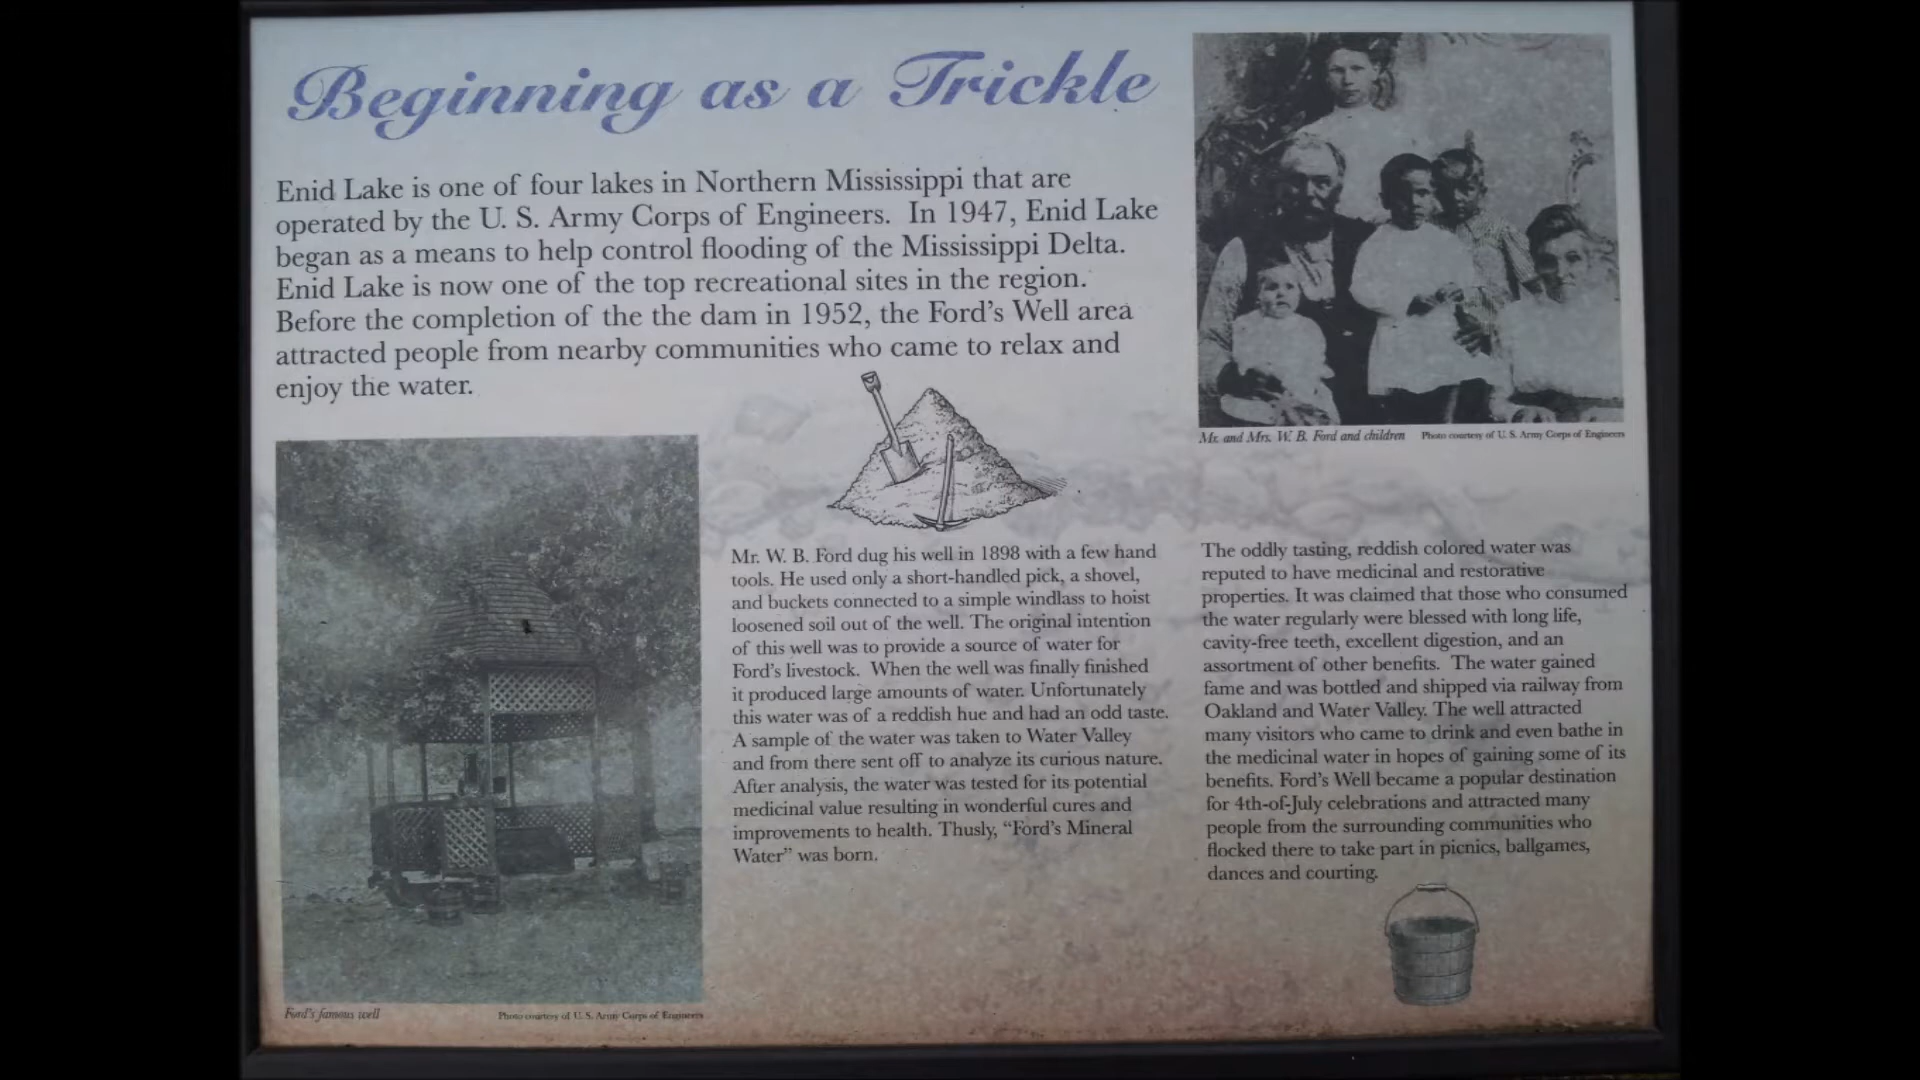 Beginning as a Trickle
Enid Lake is one of four lakes in Northern Mississippi that are
operated by the U. S. Army Corps of Engineers. In 1947, Enid Lake
began as a means to help control flooding of the Mississippi Delta.
Enid Lake is now one of the top recreational sites in the region.
Before the completion of the the dam in 1952, the Ford's Well area
attracted people from nearby communities who came to relax and
enjoy the water.
Mr. and Mrs. W. B. Ford and children Photo courtesy of U. S. Army Corps of Engineers
Ford's famous well Photo courtesy of U. S. Army Corps of Engineers
Mr. W. B. Ford dug his well in 1898 with a few hand
tools. He used only a short-handled pick, a shovel,
and buckets connected to a simple windlass to hoist
loosened soil out of the well. The original intention
of this well was to provide a source of water for
Ford's livestock. When the well was finally finished
it produced large amounts of water. Unfortunately
this water was of a reddish hue and had an odd taste.
A sample of the water was taken to Water Valley
and from there sent off to analyze its curious nature.
After analysis, the water was tested for its potential
medicinal value resulting in wonderful cures and
improvements to health. Thusly, “Ford's Mineral
Water” was born.
The oddly tasting, reddish colored water was
reputed to have medicinal and restorative
properties. It was claimed that those who consumed
the water regularly were blessed with long life,
cavity-free teeth, excellent digestion, and an
assortment of other benefits. The water gained
fame and was bottled and shipped via railway from
Oakland and Water Valley. The well attracted
many visitors who came to drink and even bathe in
the medicinal water in hopes of gaining some of its
benefits. Ford's Well became a popular destination
for 4th-of-July celebrations and attracted many
people from the surrounding communities who
flocked there to take part in picnics, ballgames,
dances and courting.